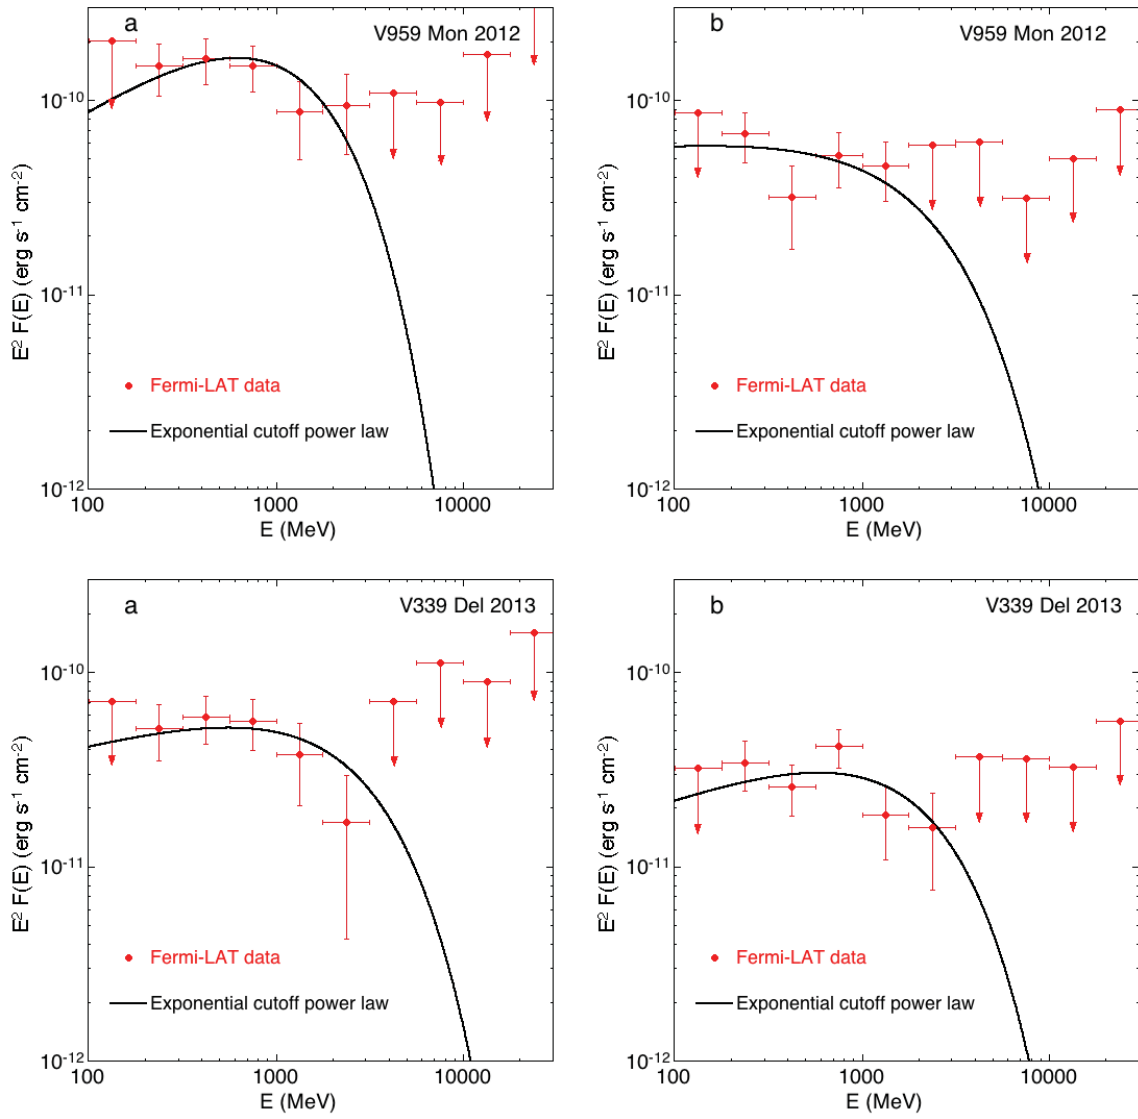 a
V959 Mon 2012
E² F(E) (erg s⁻¹ cm⁻²)
10⁻¹⁰
10⁻¹¹
10⁻¹²
Fermi-LAT data
Exponential cutoff power law
100
1000
10000
E (MeV)
b
V959 Mon 2012
E² F(E) (erg s⁻¹ cm⁻²)
10⁻¹⁰
10⁻¹¹
10⁻¹²
Fermi-LAT data
Exponential cutoff power law
100
1000
10000
E (MeV)
a
V339 Del 2013
E² F(E) (erg s⁻¹ cm⁻²)
10⁻¹⁰
10⁻¹¹
10⁻¹²
Fermi-LAT data
Exponential cutoff power law
100
1000
10000
E (MeV)
b
V339 Del 2013
E² F(E) (erg s⁻¹ cm⁻²)
10⁻¹⁰
10⁻¹¹
10⁻¹²
Fermi-LAT data
Exponential cutoff power law
100
1000
10000
E (MeV)